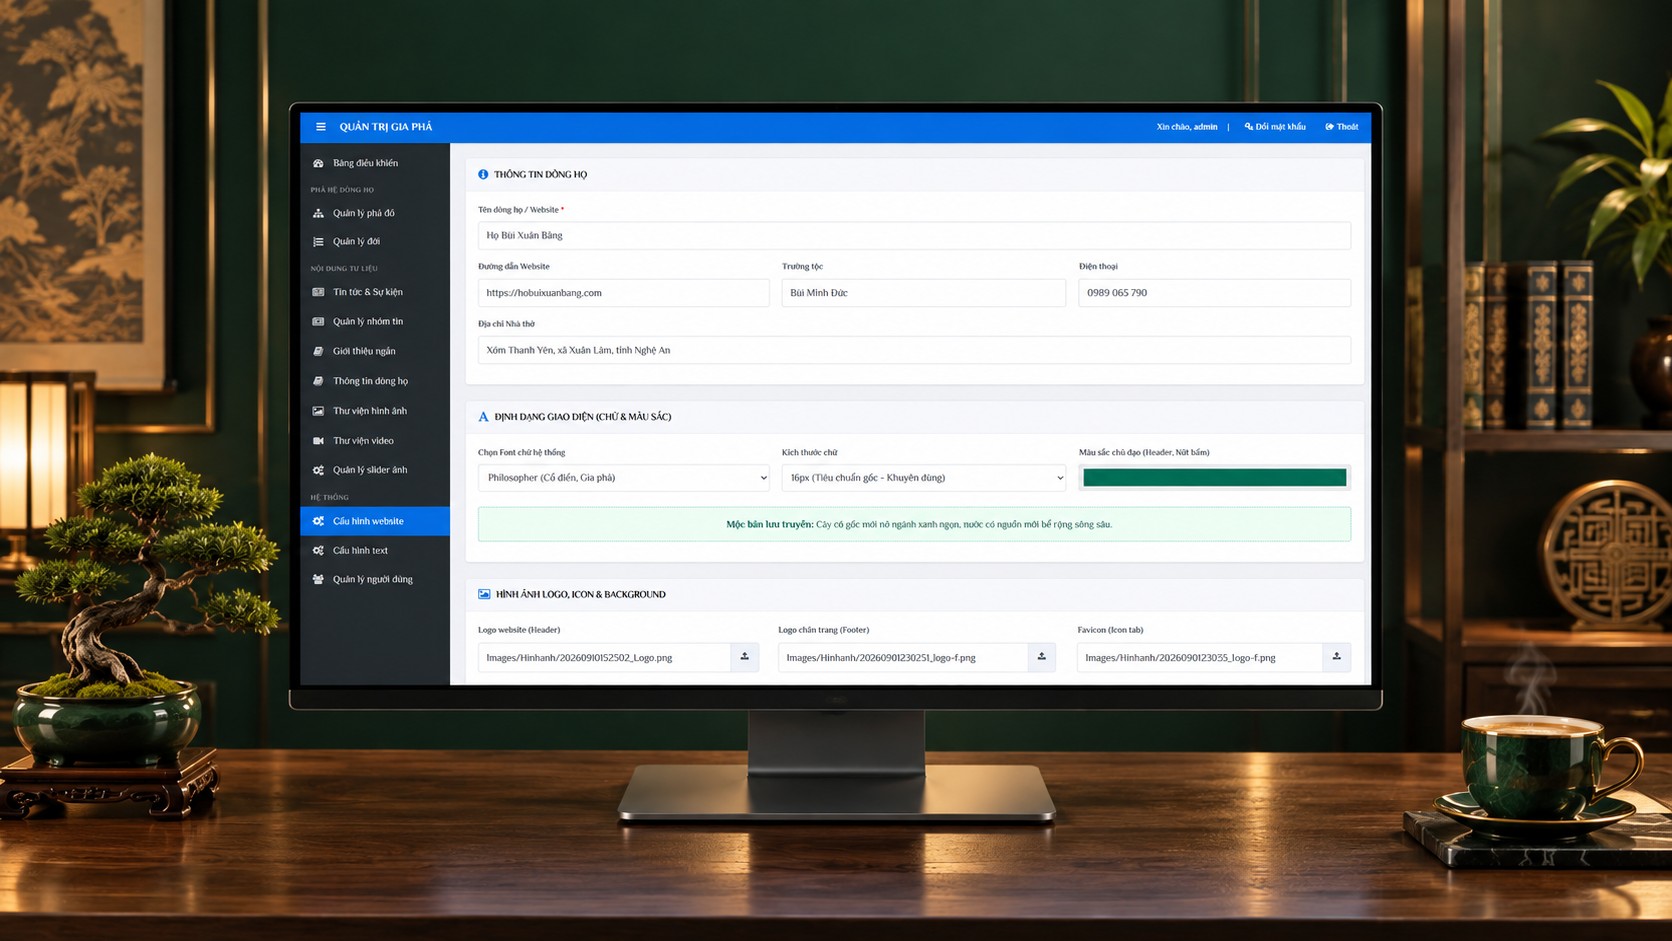 QUẢN TRỊ GIA PHẢ
Xin chào, admin | Đổi mật khẩu Thoát
Bảng điều khiển
PHẢ HỆ DÒNG HỌ
Quản lý phả đồ
Quản lý đời
NỘI DUNG TƯ LIỆU
Tin tức & Sự kiện
Quản lý nhóm tin
Giới thiệu ngắn
Thông tin dòng họ
Thư viện hình ảnh
Thư viện video
Quản lý slider ảnh
HỆ THỐNG
Cấu hình website
Cấu hình text
Quản lý người dùng
THÔNG TIN DÒNG HỌ
Tên dòng họ / Website *
Họ Bùi Xuân Bảng
Đường dẫn Website Trưởng tộc Điện thoại
https://hobuixuanbang.com Bùi Minh Đức 0989 065 790
Địa chỉ Nhà thờ
Xóm Thanh Yên, xã Xuân Lâm, tỉnh Nghệ An
ĐỊNH DẠNG GIAO DIỆN (CHỮ & MÀU SẮC)
Chọn Font chữ hệ thống Kích thước chữ Màu sắc chủ đạo (Header, Nút bấm)
Philosopher (Cổ điển, Gia phả) 16px (Tiêu chuẩn gốc - Khuyên dùng)
Mộc bản lưu truyền: Cây có gốc mới nở ngành xanh ngọn, nước có nguồn mới bể rộng sông sâu.
HÌNH ẢNH LOGO, ICON & BACKGROUND
Logo website (Header) Logo chân trang (Footer) Favicon (Icon tab)
Images/Hinhanh/20260910152502_Logo.png Images/Hinhanh/20260901230251_logo-f.png Images/Hinhanh/2026090123035_logo-f.png